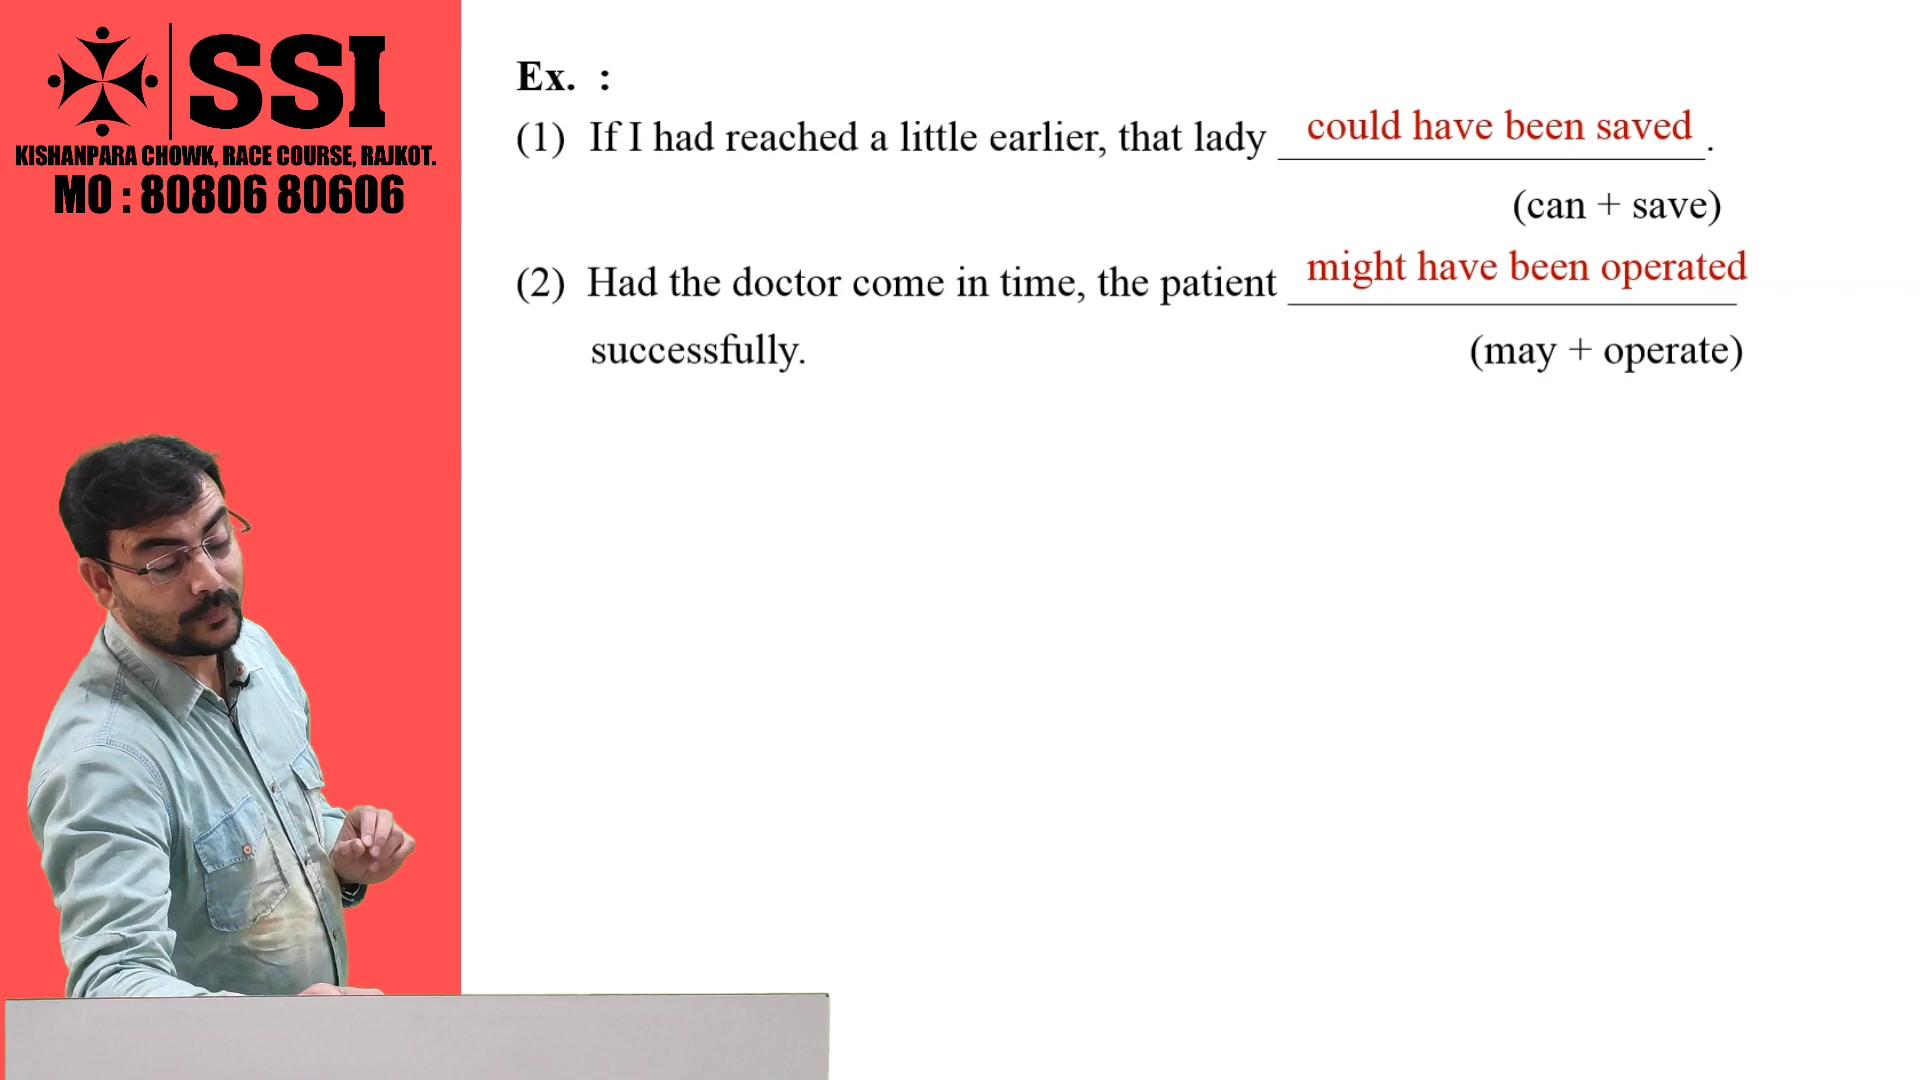 SSI
KISHANPARA CHOWK, RACE COURSE, RAJKOT.
MO : 80806 80606
Ex. :
(1) If I had reached a little earlier, that lady could have been saved.
(can + save)
(2) Had the doctor come in time, the patient might have been operated
successfully. (may + operate)